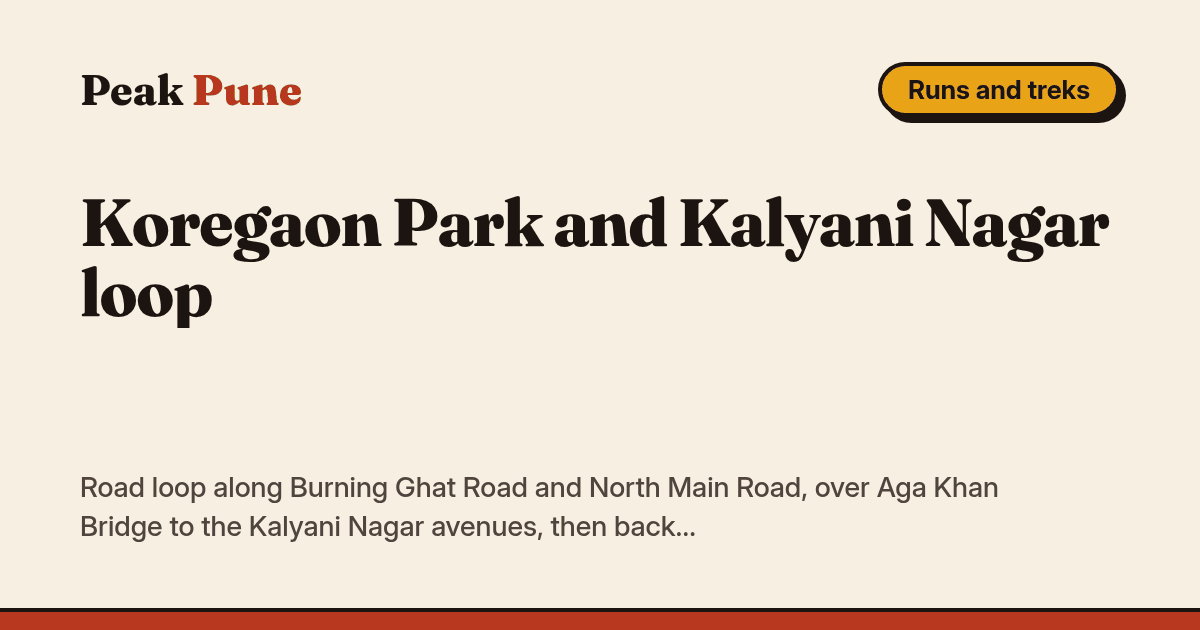 Peak Pune
Runs and treks
Koregaon Park and Kalyani Nagar
loop
Road loop along Burning Ghat Road and North Main Road, over Aga Khan
Bridge to the Kalyani Nagar avenues, then back...